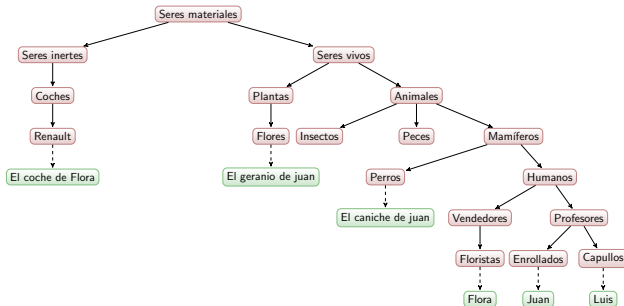 Seres materiales
Seres inertes
Seres vivos
Coches
Plantas
Animales
Renault
Flores
Insectos
Peces
Mamíferos
El coche de Flora
El geranio de juan
Perros
Humanos
El caniche de juan
Vendedores
Profesores
Floristas
Enrollados
Capullos
Flora
Juan
Luis